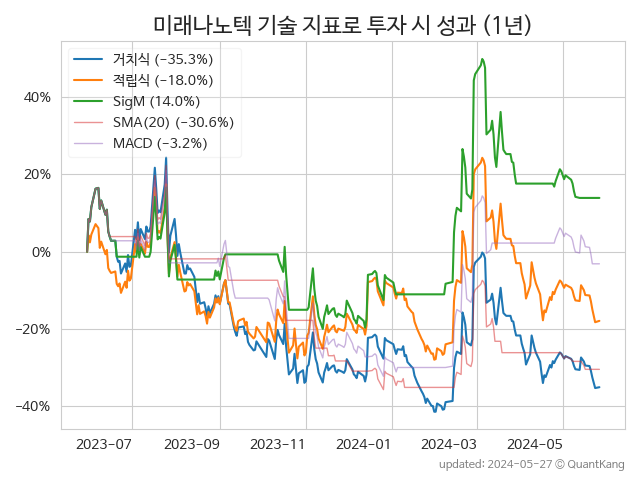 미래나노텍 기술 지표로 투자 시 성과 (1년)
거치식 (−35.3%)
적립식 (−18.0%)
SigM (14.0%)
SMA(20) (−30.6%)
MACD (−3.2%)
40%
20%
0%
−20%
−40%
2023−07 2023−09 2023−11 2024−01 2024−03 2024−05
updated: 2024−05−27 © QuantKang